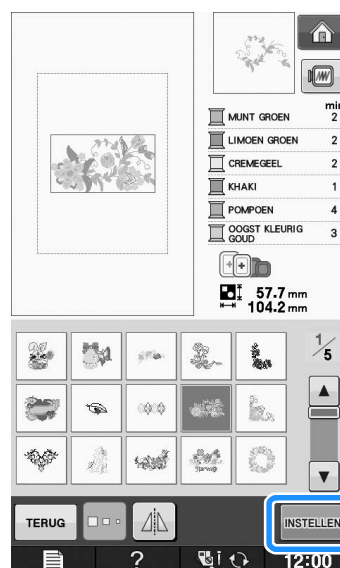 min
MUNT GROEN 2
LIMOEN GROEN 2
CREMEGEEL 2
KHAKI 1
POMPOEN 4
OOGST KLEURIG GOUD 3
57.7 mm
104.2 mm
1/5
TERUG
INSTELLEN
?
12:00